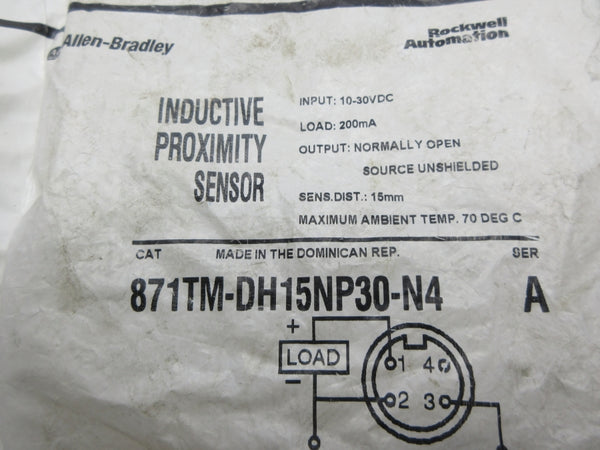 Allen-Bradley
Rockwell
Automation
INDUCTIVE
PROXIMITY
SENSOR
INPUT: 10-30VDC
LOAD: 200mA
OUTPUT: NORMALLY OPEN
SOURCE UNSHIELDED
SENS.DIST.: 15mm
MAXIMUM AMBIENT TEMP. 70 DEG C
CAT MADE IN THE DOMINICAN REP. SER
871TM-DH15NP30-N4 A
+
LOAD
−
1 4
2 3